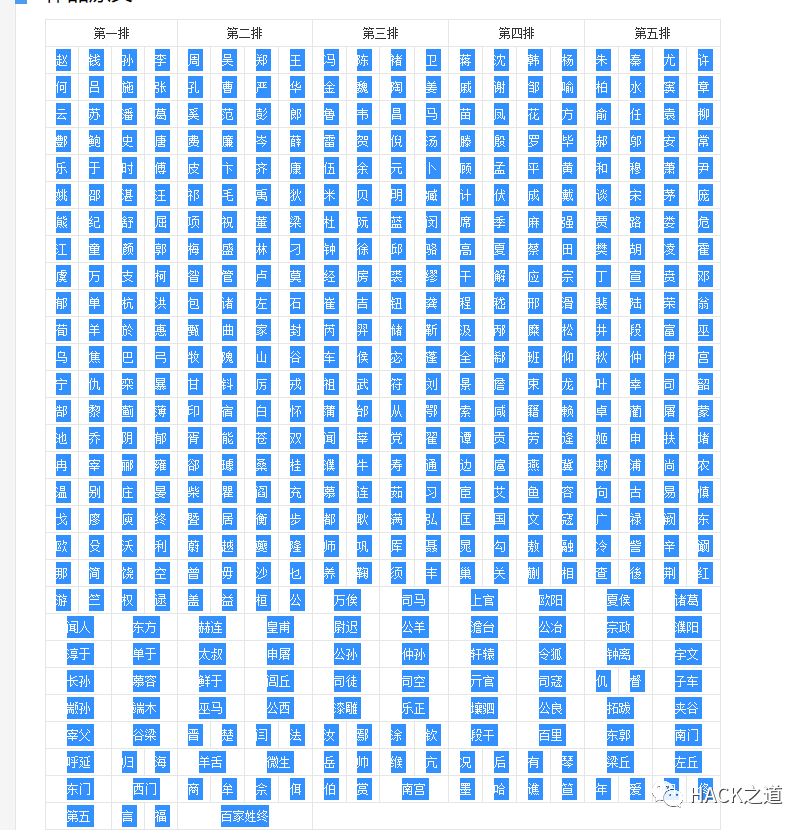 第一排 第二排 第三排 第四排 第五排
赵 钱 孙 李 周 吴 郑 王 冯 陈 褚 卫 蒋 沈 韩 杨 朱 秦 尤 许
何 吕 施 张 孔 曹 严 华 金 魏 陶 姜 戚 谢 邹 喻 柏 水 窦 章
云 苏 潘 葛 奚 范 彭 郎 鲁 韦 昌 马 苗 凤 花 方 俞 任 袁 柳
酆 鲍 史 唐 费 廉 岑 薛 雷 贺 倪 汤 滕 殷 罗 毕 郝 邬 安 常
乐 于 时 傅 皮 卞 齐 康 伍 余 元 卜 顾 孟 平 黄 和 穆 萧 尹
姚 邵 湛 汪 祁 毛 禹 狄 米 贝 明 臧 计 伏 成 戴 谈 宋 茅 庞
熊 纪 舒 屈 项 祝 董 梁 杜 阮 蓝 闵 席 季 麻 强 贾 路 娄 危
江 童 颜 郭 梅 盛 林 刁 钟 徐 邱 骆 高 夏 蔡 田 樊 胡 凌 霍
虞 万 支 柯 昝 管 卢 莫 经 房 裘 缪 干 解 应 宗 丁 宣 贲 邓
郁 单 杭 洪 包 诸 左 石 崔 吉 钮 龚 程 嵇 邢 滑 裴 陆 荣 翁
荀 羊 於 惠 甄 曲 家 封 芮 羿 储 靳 汲 邴 糜 松 井 段 富 巫
乌 焦 巴 弓 牧 隗 山 谷 车 侯 宓 蓬 全 郗 班 仰 秋 仲 伊 宫
宁 仇 栾 暴 甘 钭 厉 戎 祖 武 符 刘 景 詹 束 龙 叶 幸 司 韶
郜 黎 蓟 薄 印 宿 白 怀 蒲 邰 从 鄂 索 咸 籍 赖 卓 蔺 屠 蒙
池 乔 阴 郁 胥 能 苍 双 闻 莘 党 翟 谭 贡 劳 逄 姬 申 扶 堵
冉 宰 郦 雍 郤 璩 桑 桂 濮 牛 寿 通 边 扈 燕 冀 郏 浦 尚 农
温 别 庄 晏 柴 瞿 阎 充 慕 连 茹 习 宦 艾 鱼 容 向 古 易 慎
戈 廖 庾 终 暨 居 衡 步 都 耿 满 弘 匡 国 文 寇 广 禄 阙 东
欧 殳 沃 利 蔚 越 夔 隆 师 巩 厍 聂 晁 勾 敖 融 冷 訾 辛 阚
那 简 饶 空 曾 毋 沙 乜 养 鞠 须 丰 巢 关 蒯 相 查 後 荆 红
游 竺 权 逯 盖 益 桓 公 万俟 司马 上官 欧阳 夏侯 诸葛
闻人 东方 赫连 皇甫 尉迟 公羊 澹台 公冶 宗政 濮阳
淳于 单于 太叔 申屠 公孙 仲孙 轩辕 令狐 钟离 宇文
长孙 慕容 鲜于 闾丘 司徒 司空 亓官 司寇 仉 督 子车
颛孙 端木 巫马 公西 漆雕 乐正 壤驷 公良 拓跋 夹谷
宰父 谷梁 晋 楚 闫 法 汝 鄢 涂 钦 段干 百里 东郭 南门
呼延 归 海 羊舌 微生 岳 帅 缑 亢 况 后 有 琴 梁丘 左丘
东门 西门 商 牟 佘 佴 伯 赏 南宫 墨 哈 谯 笪 年 爱
第五 言 福 百家姓终
HACK之道